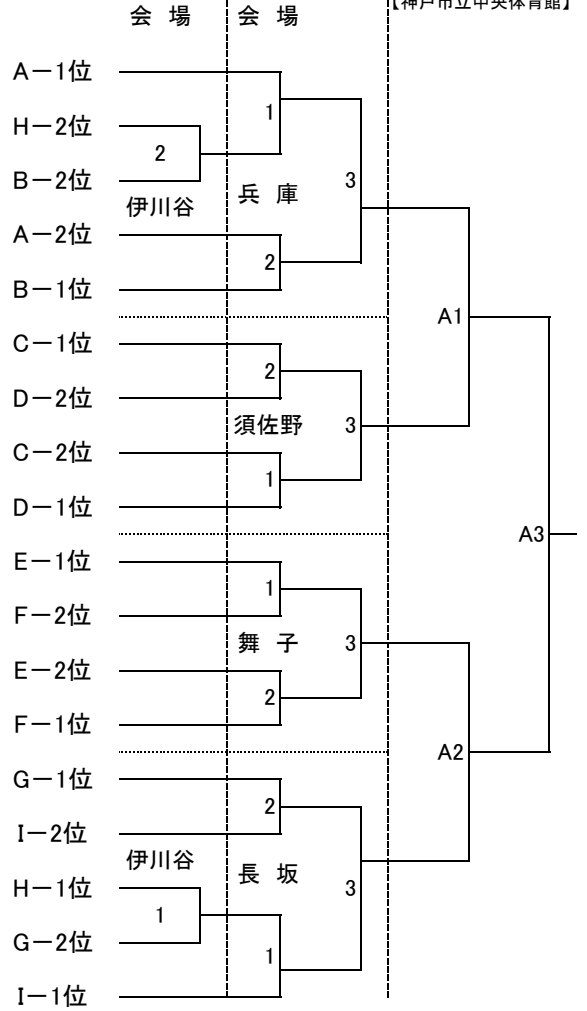 会 場 会 場 【神戸市立中央体育館】
A－1位
1
H－2位
2
B－2位
3
伊川谷 兵 庫
A－2位
2
B－1位
A1
C－1位
2
D－2位
須佐野 3
C－2位
1
D－1位
A3
E－1位
1
F－2位
舞 子 3
E－2位
2
F－1位
A2
G－1位
2
I－2位
伊川谷 長 坂
H－1位 3
1
G－2位
1
I－1位